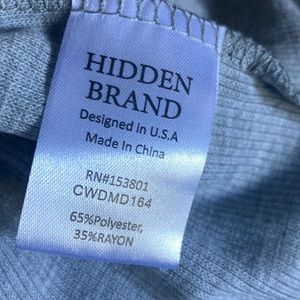 HIDDEN
BRAND
Designed in U.S.A
Made In China
RN#153801
CWDMD164
65%Polyester,
35%RAYON